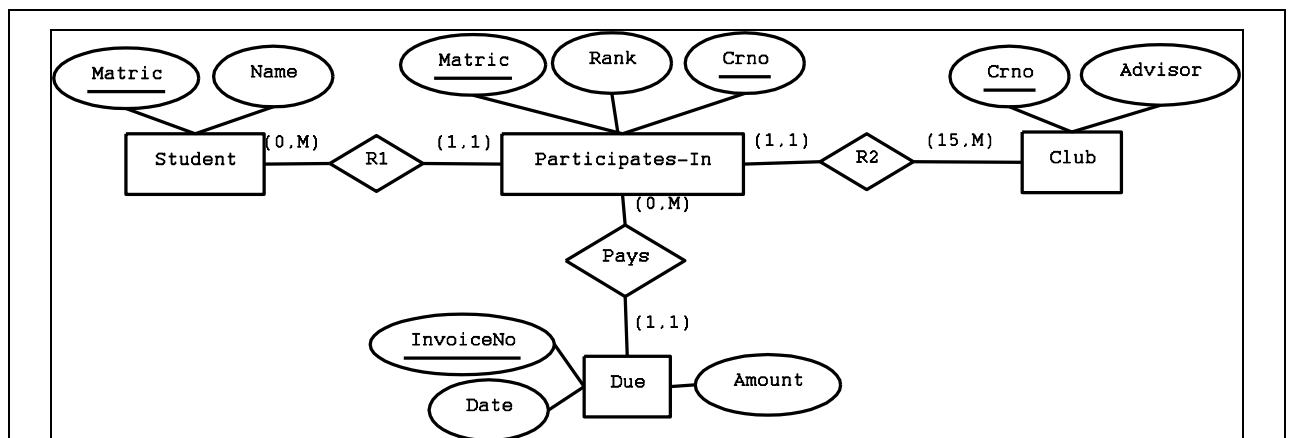 Matric
Name
Matric
Rank
Crno
Crno
Advisor
Student
(0,M)
R1
(1,1)
Participates-In
(1,1)
R2
(15,M)
Club
(0,M)
Pays
(1,1)
InvoiceNo
Due
Amount
Date